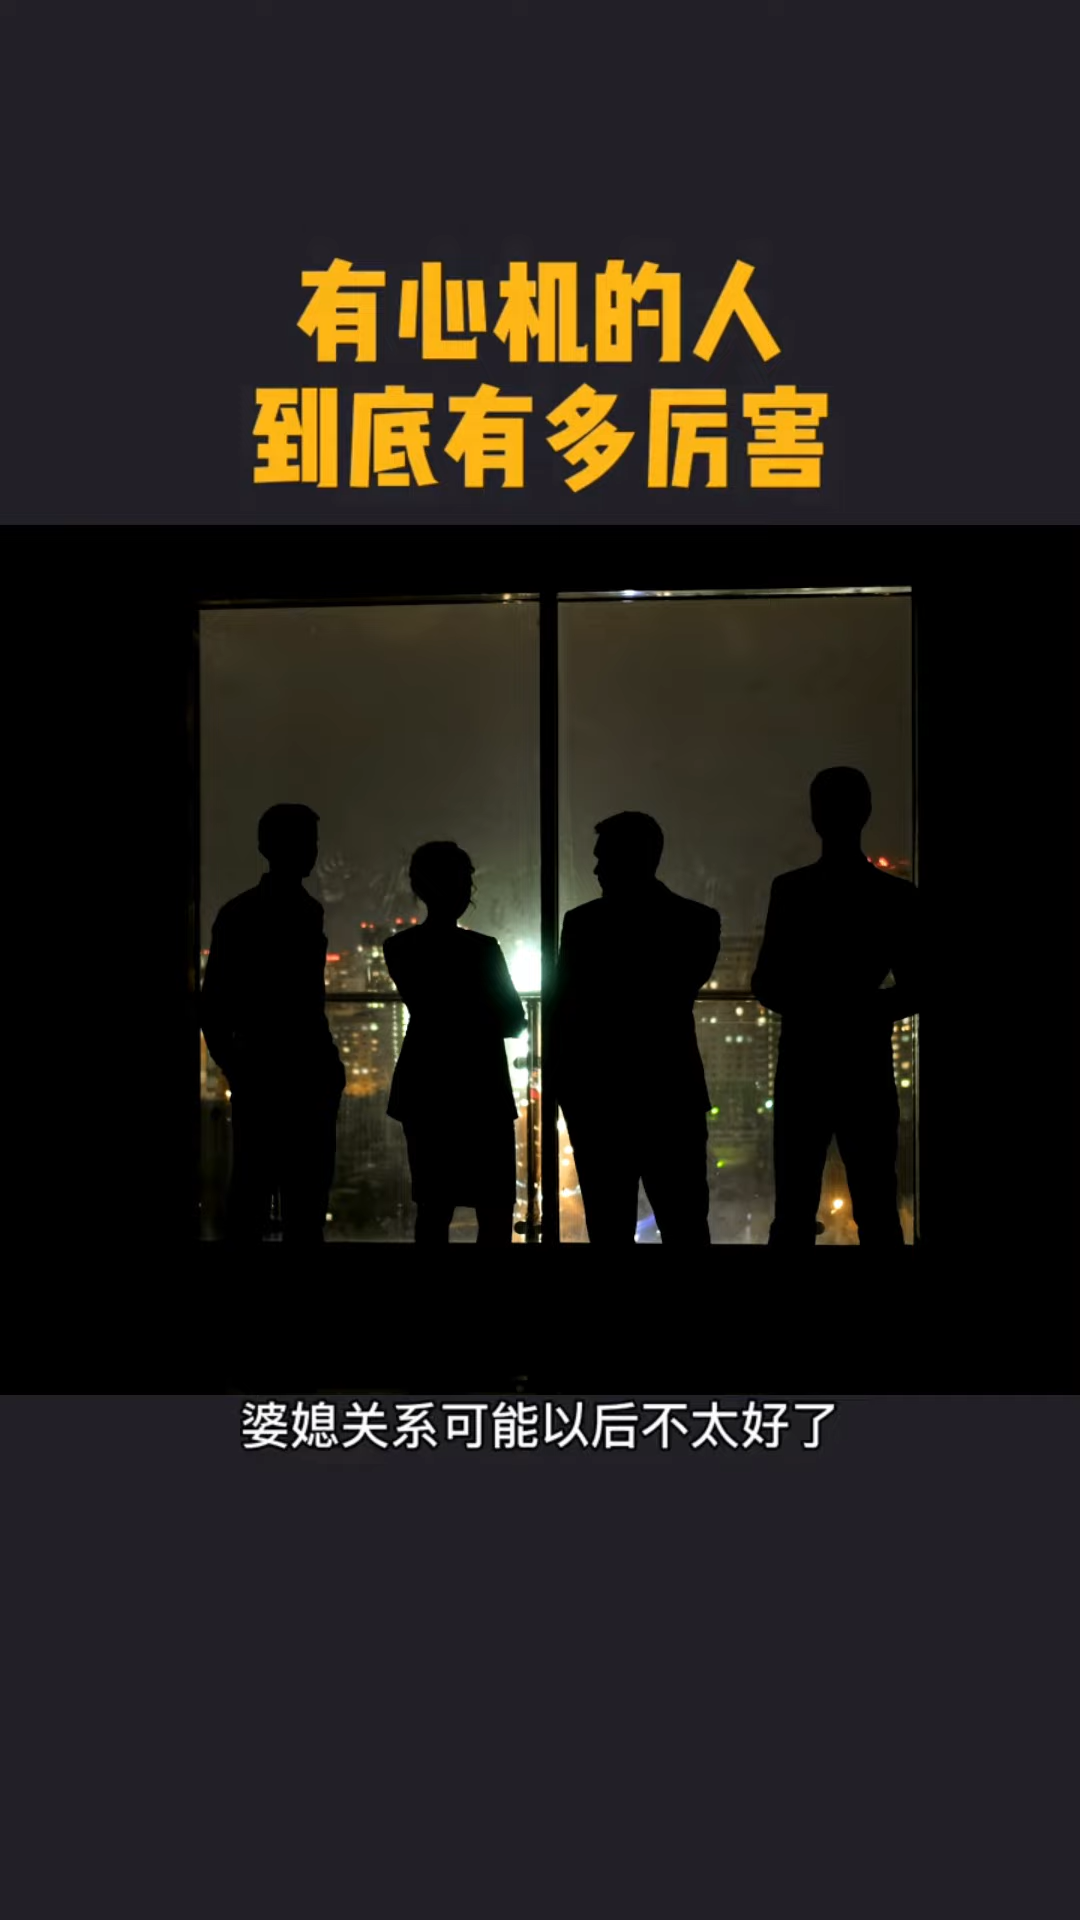 有心机的人
到底有多厉害
婆媳关系可能以后不太好了